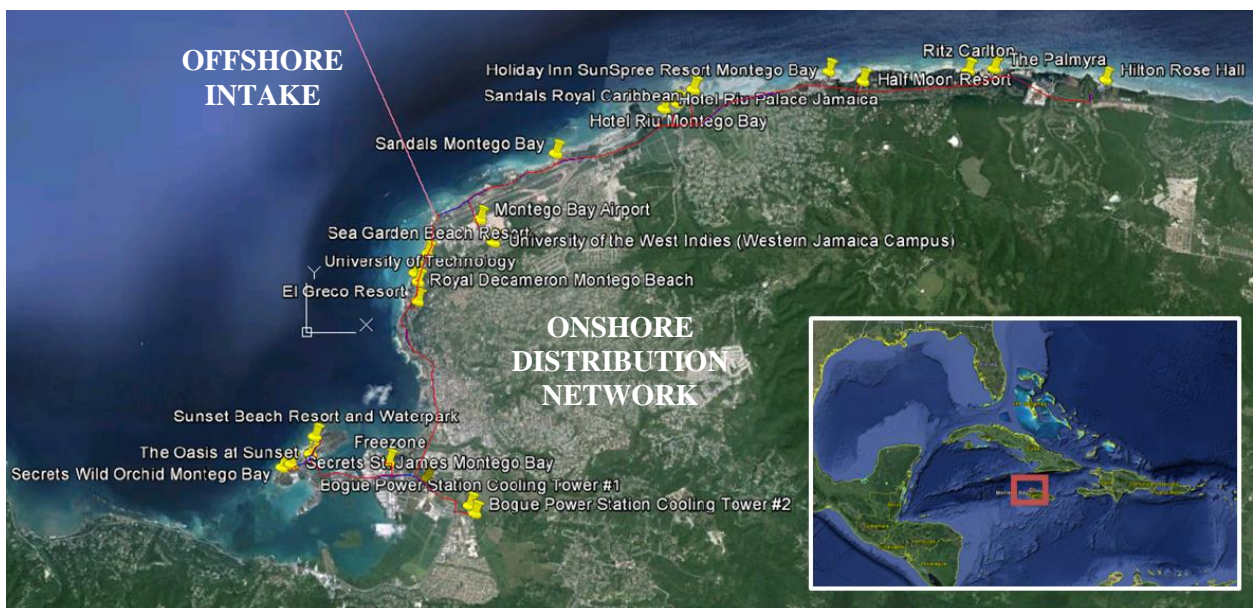 OFFSHORE
INTAKE
Ritz Carlton
The Palmyra
Holiday Inn SunSpree Resort Montego Bay
Hilton Rose Hall
Half Moon Resort
Sandals Royal Caribbean
Hotel Riu Palace Jamaica
Hotel Riu Montego Bay
Sandals Montego Bay
Montego Bay Airport
Sea Garden Beach Resort
University of the West Indies (Western Jamaica Campus)
University of Technology
Royal Decameron Montego Beach
El Greco Resort
Y
X
ONSHORE
DISTRIBUTION
NETWORK
Sunset Beach Resort and Waterpark
Freezone
The Oasis at Sunset
Secrets St. James Montego Bay
Secrets Wild Orchid Montego Bay
Bogue Power Station Cooling Tower #1
Bogue Power Station Cooling Tower #2
Nicaragua